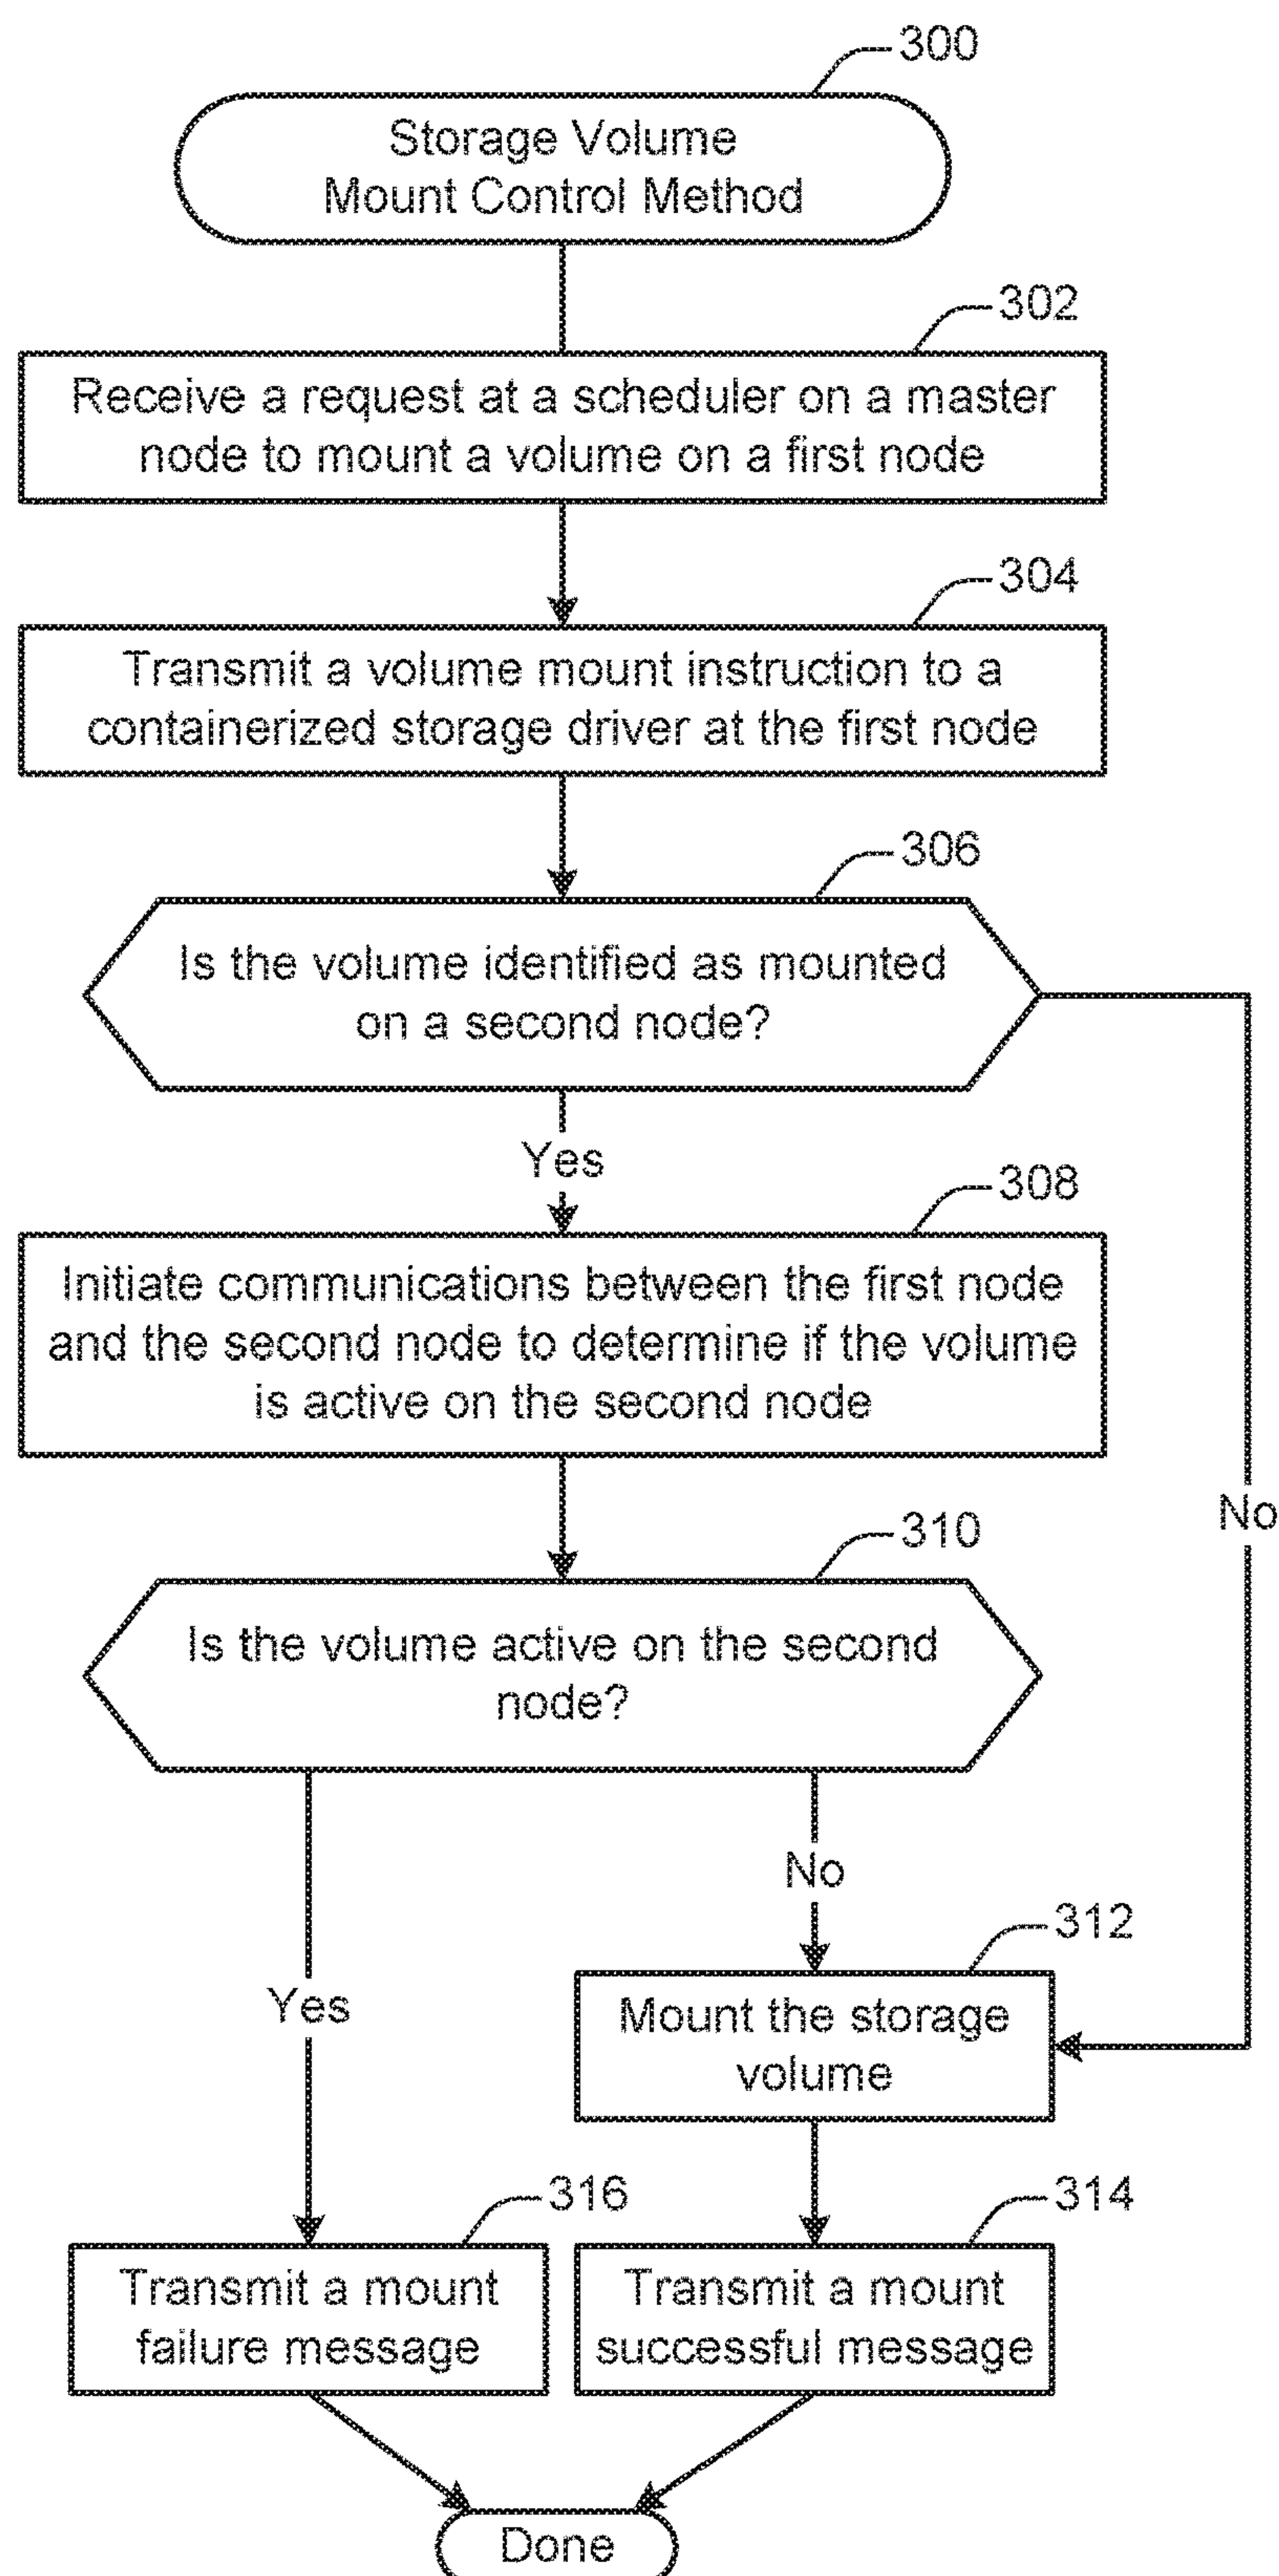 300
Storage Volume
Mount Control Method
302
Receive a request at a scheduler on a master
node to mount a volume on a first node
304
Transmit a volume mount instruction to a
containerized storage driver at the first node
306
Is the volume identified as mounted
on a second node?
Yes
308
Initiate communications between the first node
and the second node to determine if the volume
is active on the second node
No
310
Is the volume active on the second
node?
No
312
Yes
Mount the storage
volume
316
314
Transmit a mount
failure message
Transmit a mount
successful message
Done